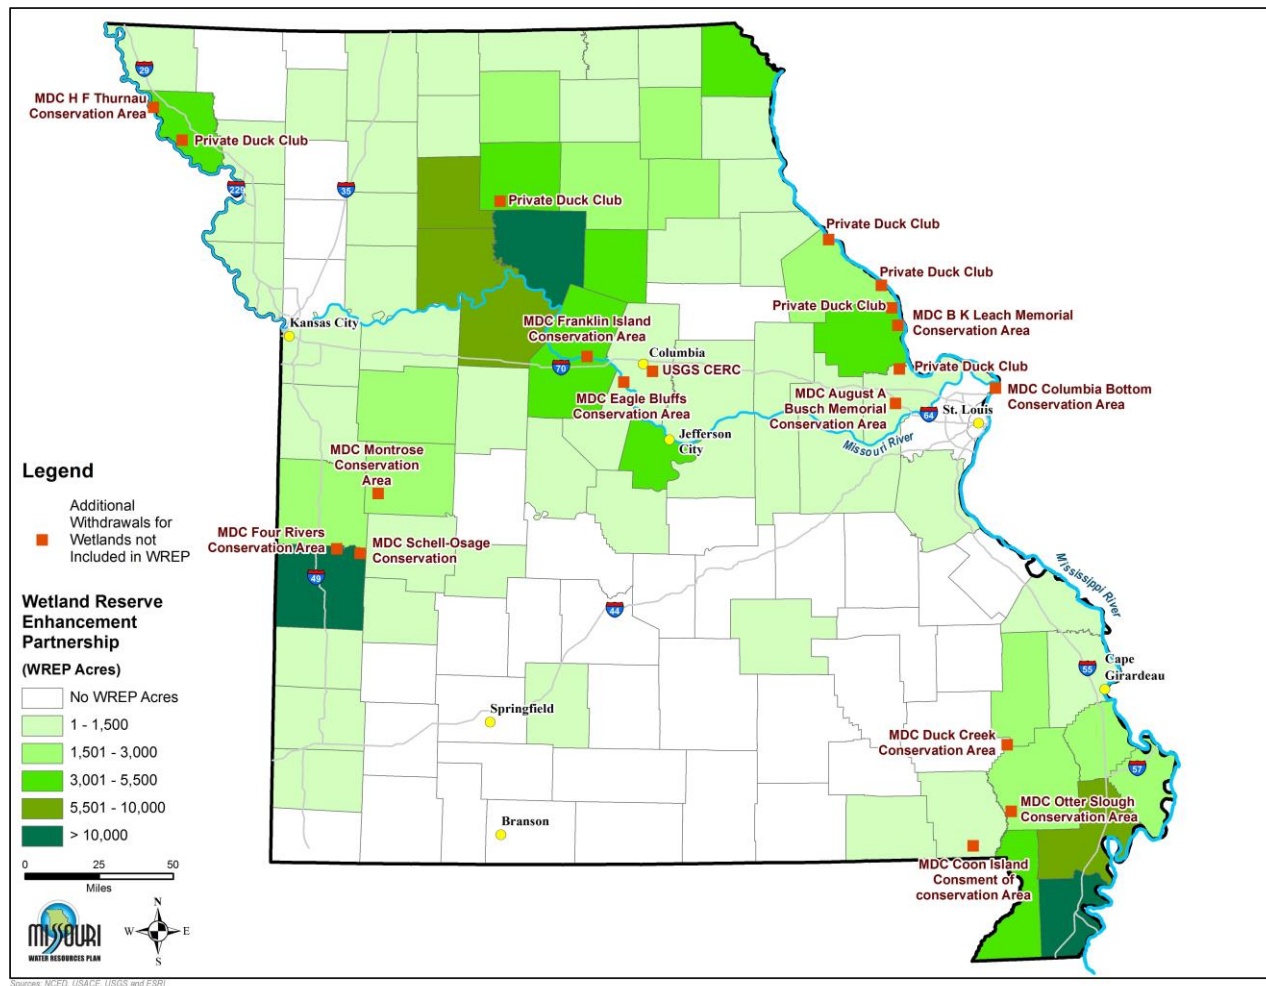 29
MDC H F Thurnau
Conservation Area
Private Duck Club
229
35
Private Duck Club
Private Duck Club
Private Duck Club
Private Duck Club
MDC B K Leach Memorial
Conservation Area
Kansas City
MDC Franklin Island
Conservation Area
Columbia
70
USGS CERC
Private Duck Club
MDC Eagle Bluffs
Conservation Area
MDC August A
Busch Memorial
Conservation Area
MDC Columbia Bottom
Conservation Area
64
St. Louis
Jefferson
City
Missouri River
MDC Montrose
Conservation
Area
Legend
Additional
Withdrawals for
Wetlands not
Included in WREP
MDC Four Rivers
Conservation Area
MDC Schell-Osage
Conservation
49
44
Mississippi River
Wetland Reserve
Enhancement
Partnership
(WREP Acres)
No WREP Acres
1 - 1,500
1,501 - 3,000
3,001 - 5,500
5,501 - 10,000
> 10,000
55
Cape
Girardeau
Springfield
MDC Duck Creek
Conservation Area
57
MDC Otter Slough
Conservation Area
Branson
MDC Coon Island
Consment of
conservation Area
0 25 50
Miles
MISSOURI
WATER RESOURCES PLAN
N
W E
S
Sources: NCED, USACE, USGS and ESRI